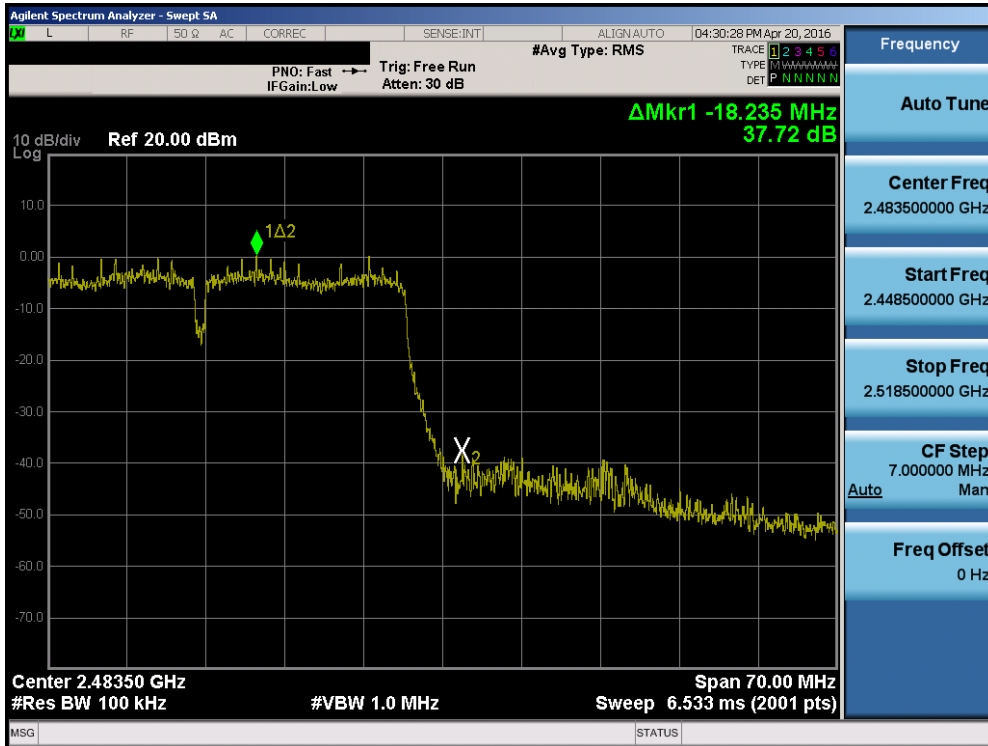 Agilent Spectrum Analyzer - Swept SA
LXI L RF 50 Ω AC CORREC SENSE:INT ALIGN AUTO 04:30:28 PM Apr 20, 2016
#Avg Type: RMS TRACE 1 2 3 4 5 6
PNO: Fast Trig: Free Run TYPE M
IFGain:Low Atten: 30 dB DET P N N N N N
ΔMkr1 -18.235 MHz
37.72 dB
10 dB/div Ref 20.00 dBm
Log
10.0
0.00
-10.0
-20.0
-30.0
-40.0
-50.0
-60.0
-70.0
1Δ2
X2
Center 2.48350 GHz Span 70.00 MHz
#Res BW 100 kHz #VBW 1.0 MHz Sweep 6.533 ms (2001 pts)
MSG STATUS
Frequency
Auto Tune
Center Freq
2.483500000 GHz
Start Freq
2.448500000 GHz
Stop Freq
2.518500000 GHz
CF Step
7.000000 MHz
Auto Man
Freq Offset
0 Hz